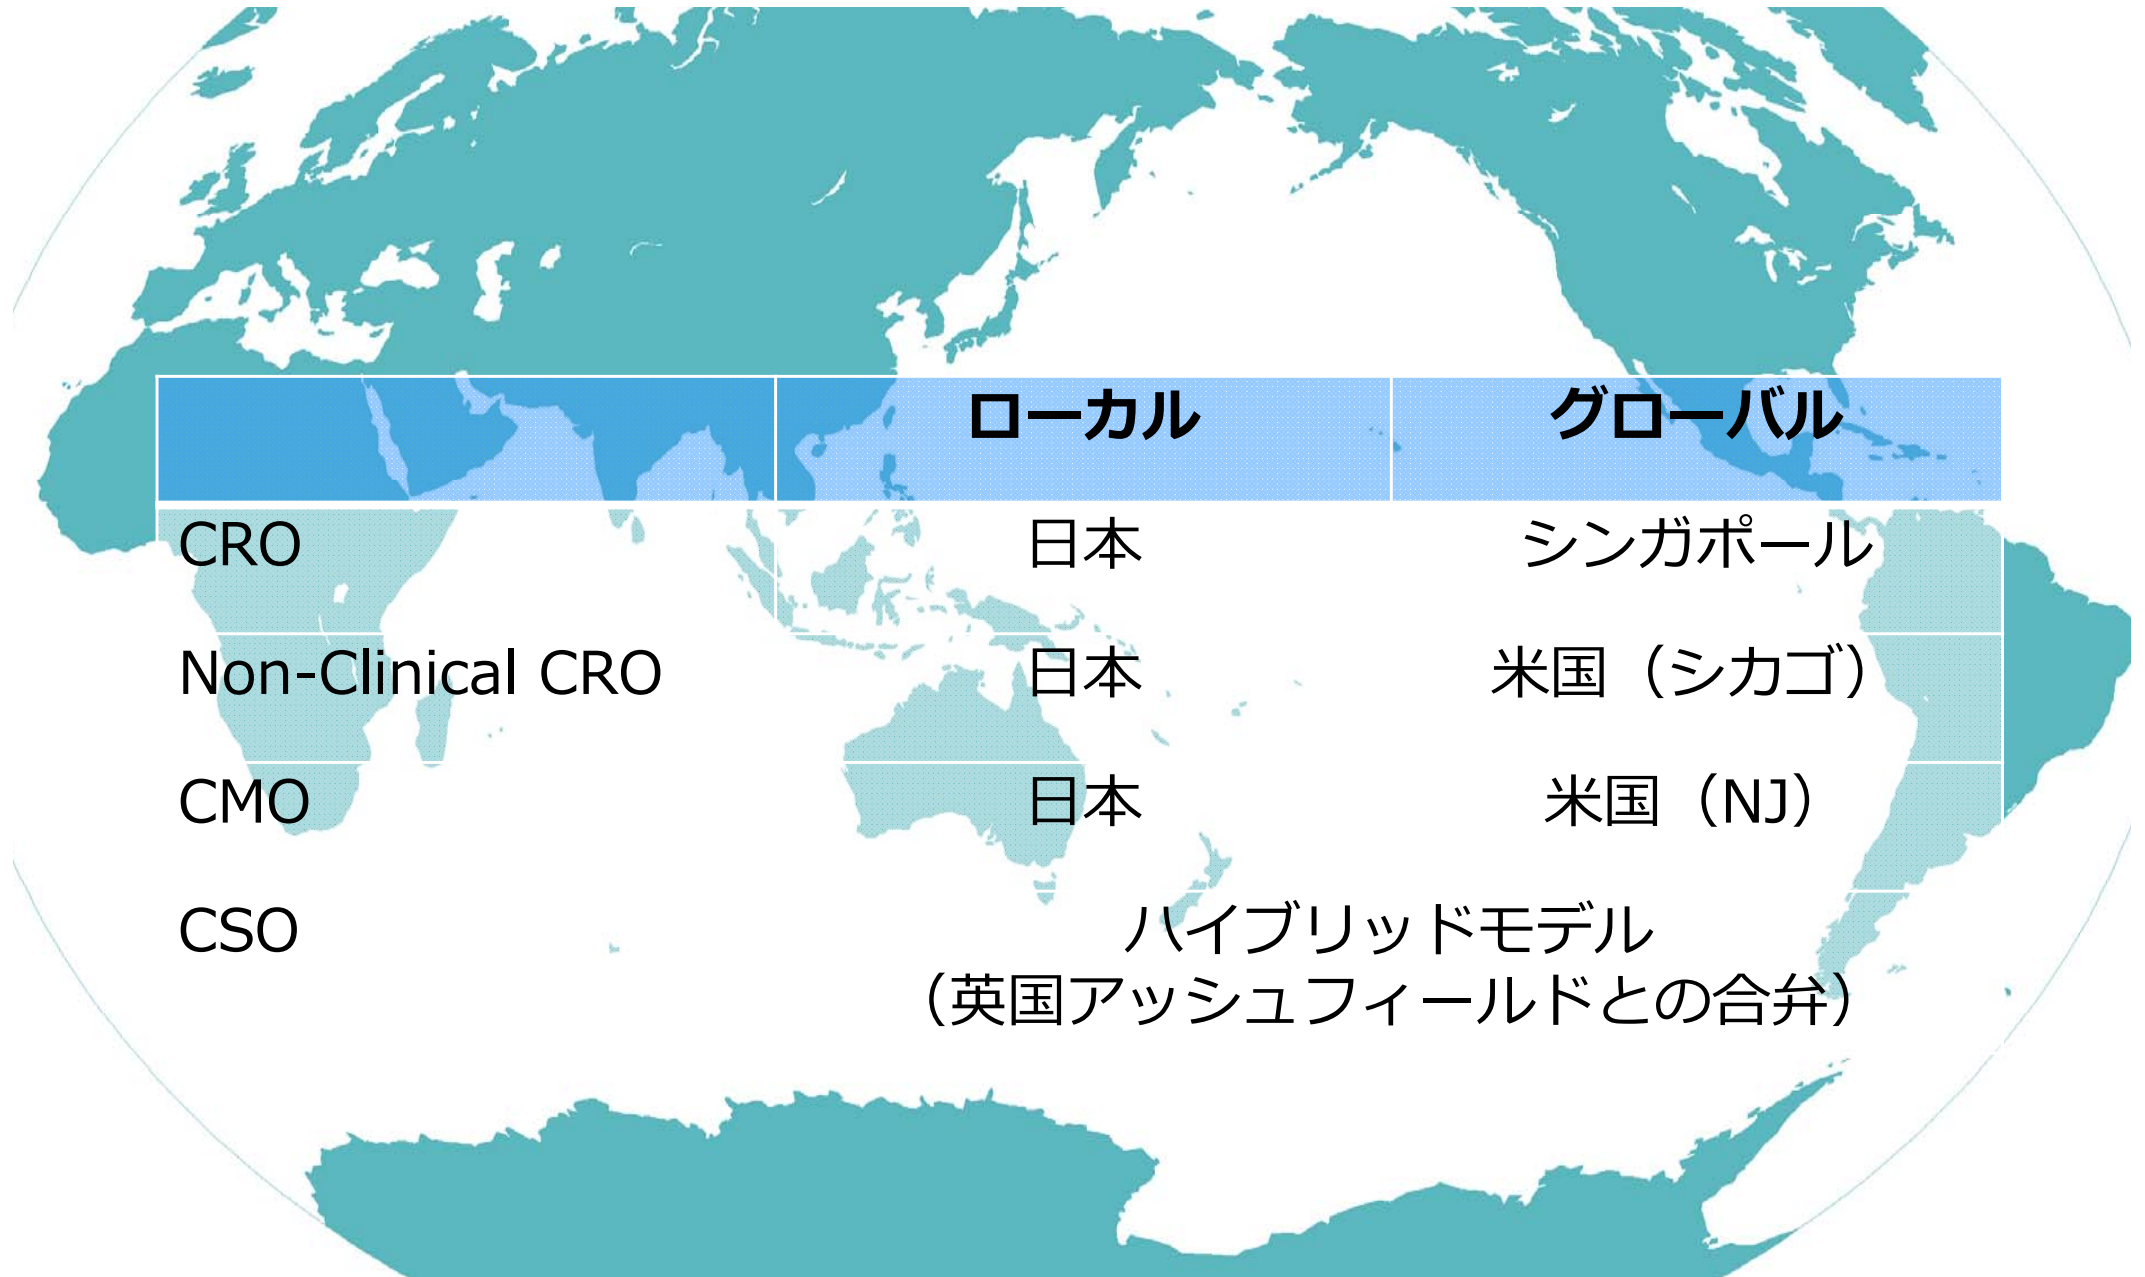 ローカル グローバル
CRO 日本 シンガポール
Non-Clinical CRO 日本 米国（シカゴ）
CMO 日本 米国（NJ）
CSO ハイブリッドモデル
（英国アッシュフィールドとの合弁）